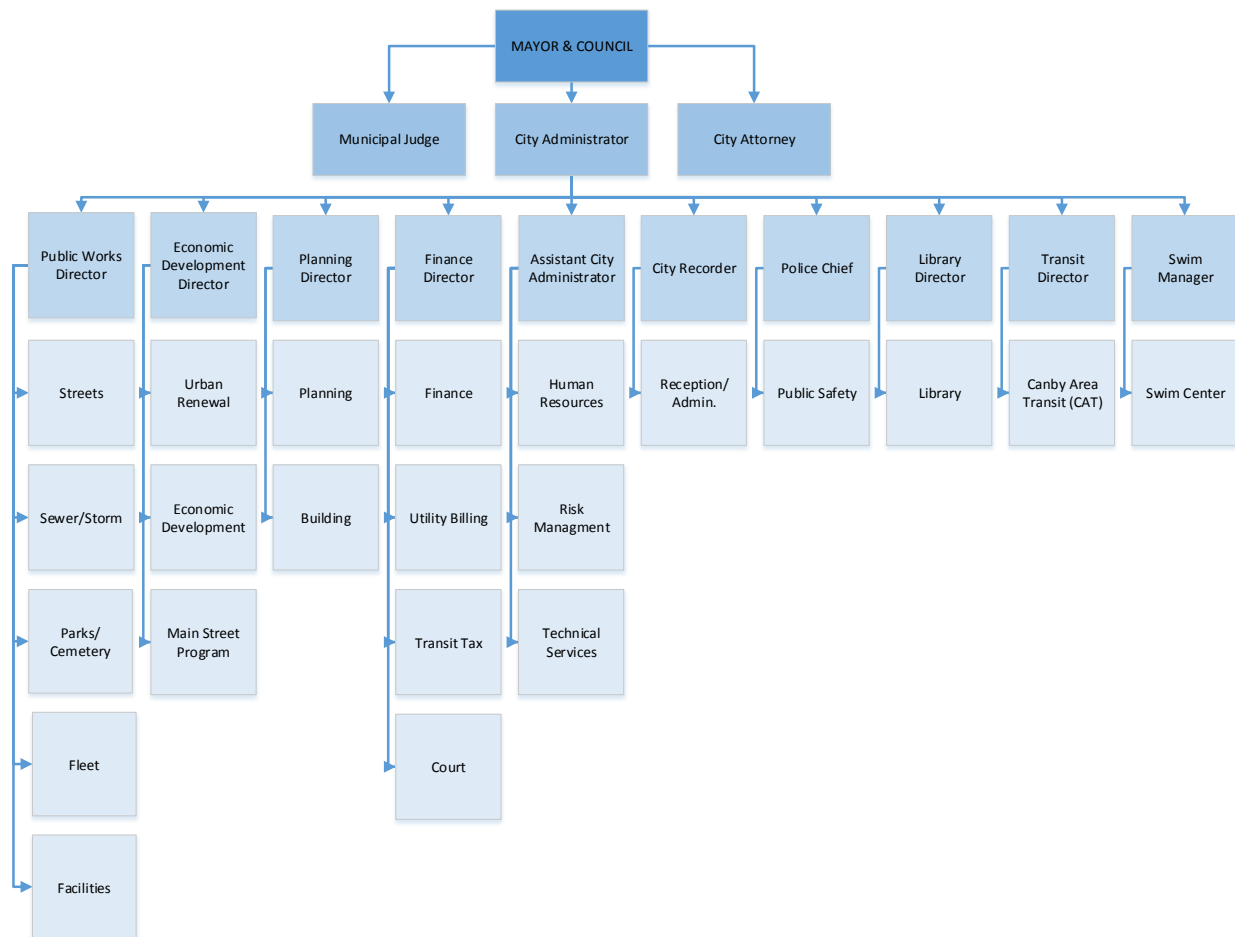 MAYOR & COUNCIL
Municipal Judge
City Administrator
City Attorney
Public Works
Director
Economic
Development
Director
Planning
Director
Finance
Director
Assistant City
Administrator
City Recorder
Police Chief
Library
Director
Transit
Director
Swim
Manager
Streets
Urban
Renewal
Planning
Finance
Human
Resources
Reception/
Admin.
Public Safety
Library
Canby Area
Transit (CAT)
Swim Center
Sewer/Storm
Economic
Development
Building
Utility Billing
Risk
Managment
Parks/
Cemetery
Main Street
Program
Transit Tax
Technical
Services
Fleet
Court
Facilities